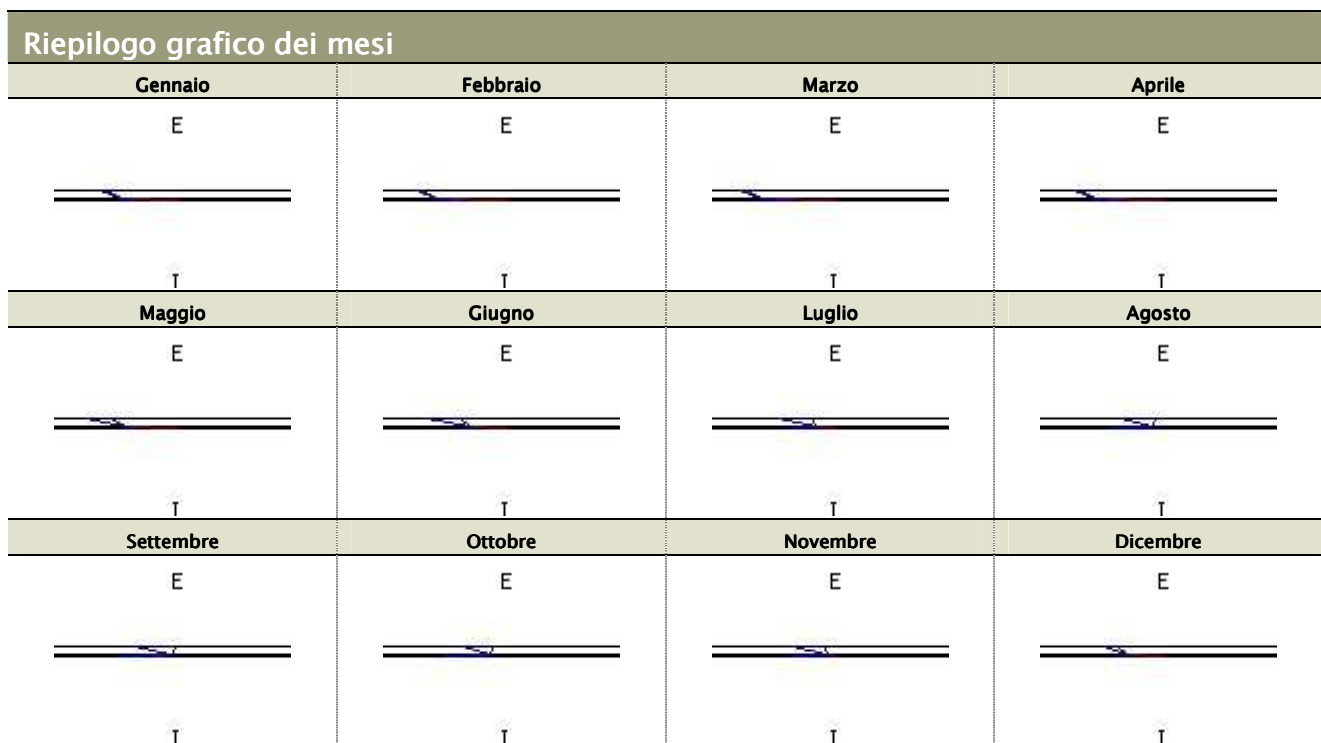 Riepilogo grafico dei mesi
Gennaio Febbraio Marzo Aprile
E E E E
T T T T
Maggio Giugno Luglio Agosto
E E E E
T T T T
Settembre Ottobre Novembre Dicembre
E E E E
T T T T